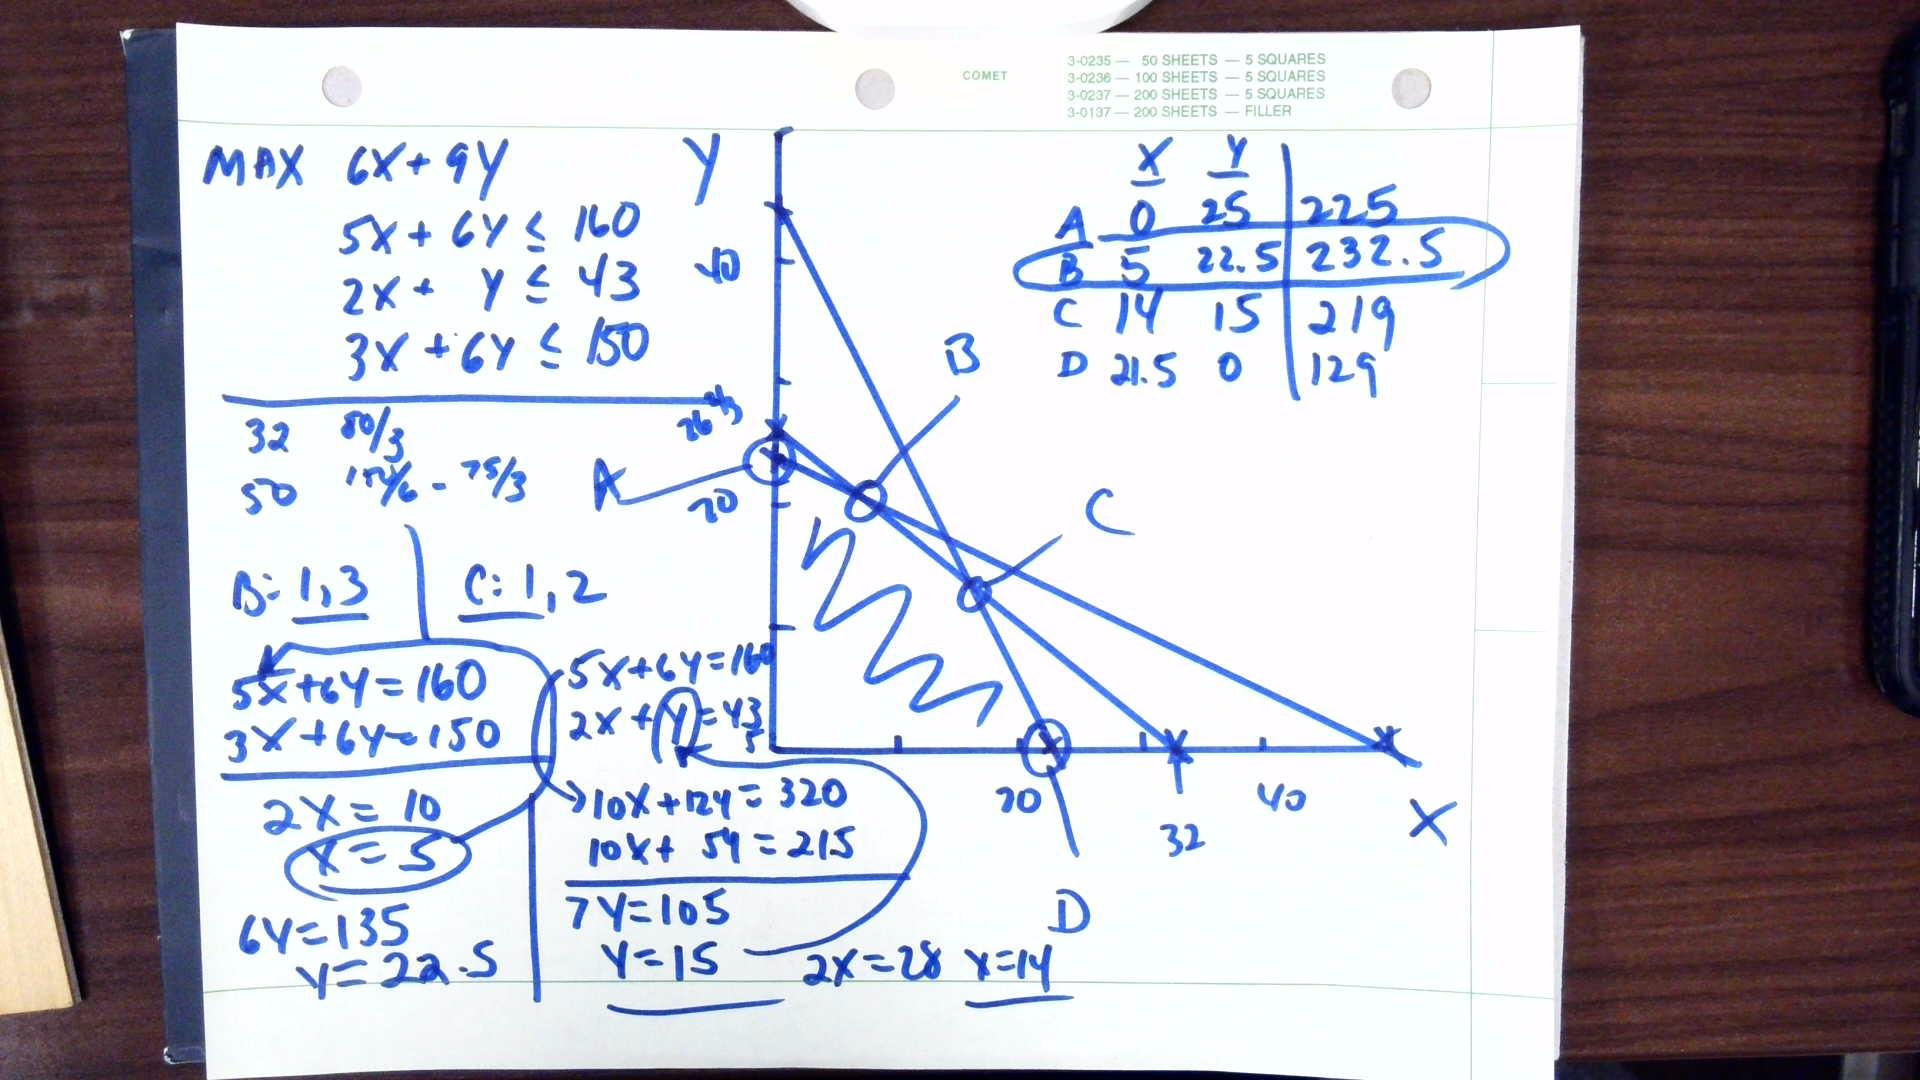 COMET
3-0235 — 50 SHEETS — 5 SQUARES
3-0236 — 100 SHEETS — 5 SQUARES
3-0237 — 200 SHEETS — 5 SQUARES
3-0137 — 200 SHEETS — FILLER
MAX 6X+9Y
5X+6Y ≤ 160
2X+ Y ≤ 43
3X+6Y ≤ 150
32 80/3
50 150/6 - 75/3
B: 1,3
5X+6Y=160
3X+6Y=150
2X=10
X=5
6Y=135
Y=22.5
C: 1,2
5X+6Y=160
2X+Y=43
5
10X+12Y=320
10X+5Y=215
7Y=105
Y=15
2X=28 X=14
Y
40
26 2/3
20
A
B
C
D
20
32
40
X
X Y
A 0 25 225
B 5 22.5 232.5
C 14 15 219
D 21.5 0 129